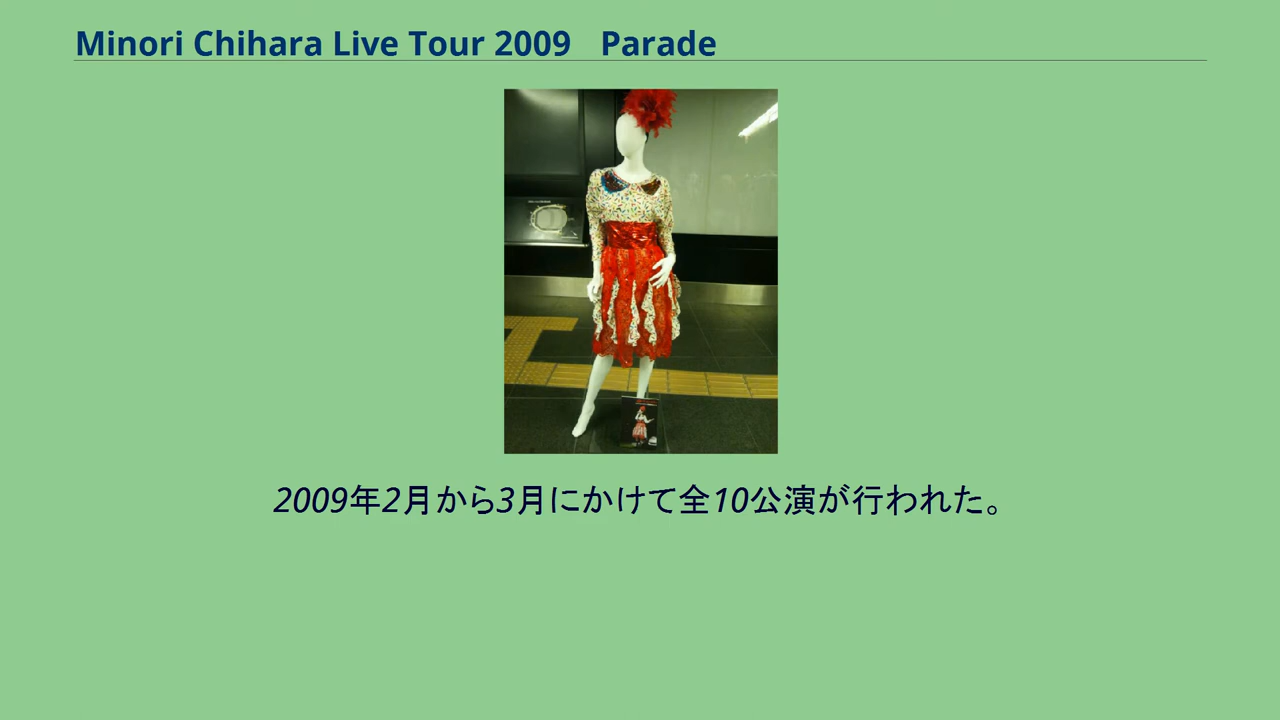 Minori Chihara Live Tour 2009　Parade
2009年2月から3月にかけて全10公演が行われた。